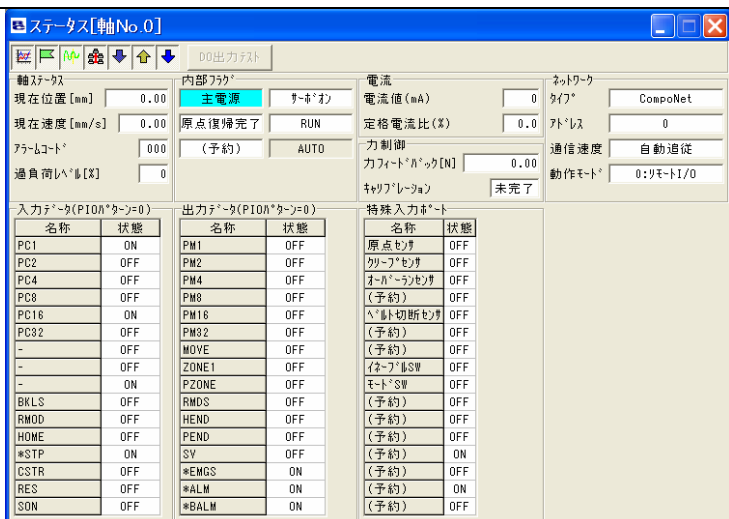 ステータス[軸No.0]
DO出力テスト
軸ステータス
現在位置[mm] 0.00
現在速度[mm/s] 0.00
アラームコード 000
過負荷レベル[%] 0
内部フラグ
主電源 サーボオン
原点復帰完了 RUN
(予約) AUTO
電流
電流値(mA) 0
定格電流比(%) 0.0
力制御
力フィードバック[N] 0.00
キャリブレーション 未完了
ネットワーク
タイプ CompoNet
アドレス 0
通信速度 自動追従
動作モード 0:リモートI/O
入力データ(PIOパターン=0)
名称 状態
PC1 ON
PC2 OFF
PC4 OFF
PC8 OFF
PC16 ON
PC32 OFF
- OFF
- OFF
- ON
BKLS OFF
RMOD OFF
HOME OFF
*STP ON
CSTR OFF
RES OFF
SON OFF
出力データ(PIOパターン=0)
名称 状態
PM1 OFF
PM2 OFF
PM4 OFF
PM8 OFF
PM16 OFF
PM32 OFF
MOVE OFF
ZONE1 OFF
PZONE OFF
RMDS OFF
HEND OFF
PEND OFF
SV OFF
*EMGS ON
*ALM ON
*BALM ON
特殊入力ポート
名称 状態
原点センサ OFF
クリープセンサ OFF
オーバーランセンサ OFF
(予約) OFF
ベルト切断センサ OFF
(予約) OFF
(予約) OFF
イネーブルSW OFF
モードSW OFF
(予約) OFF
(予約) OFF
(予約) OFF
(予約) ON
(予約) OFF
(予約) ON
(予約) OFF